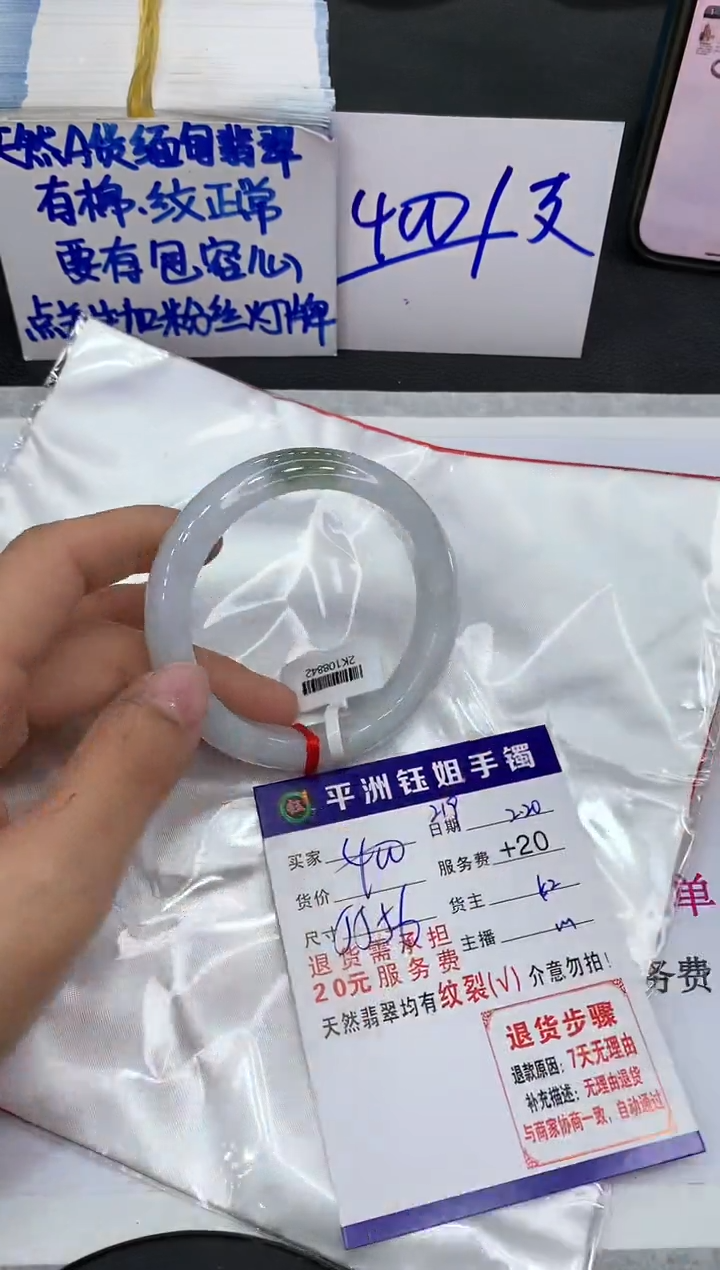 天然A货缅甸翡翠
有棉、纹正常
要有包容心
点关注加粉丝灯牌
400/支
2K108842
平洲钰姐手镯
219
买家 400 日期 2-20
货价 服务费 +20
尺寸 0056 货主 k2
主播
退货需承担
20元服务费
天然翡翠均有纹裂(√)介意勿拍!
退货步骤
退款原因:7天无理由
补充描述:无理由退货
与商家协商一致,自动通过
单
务费